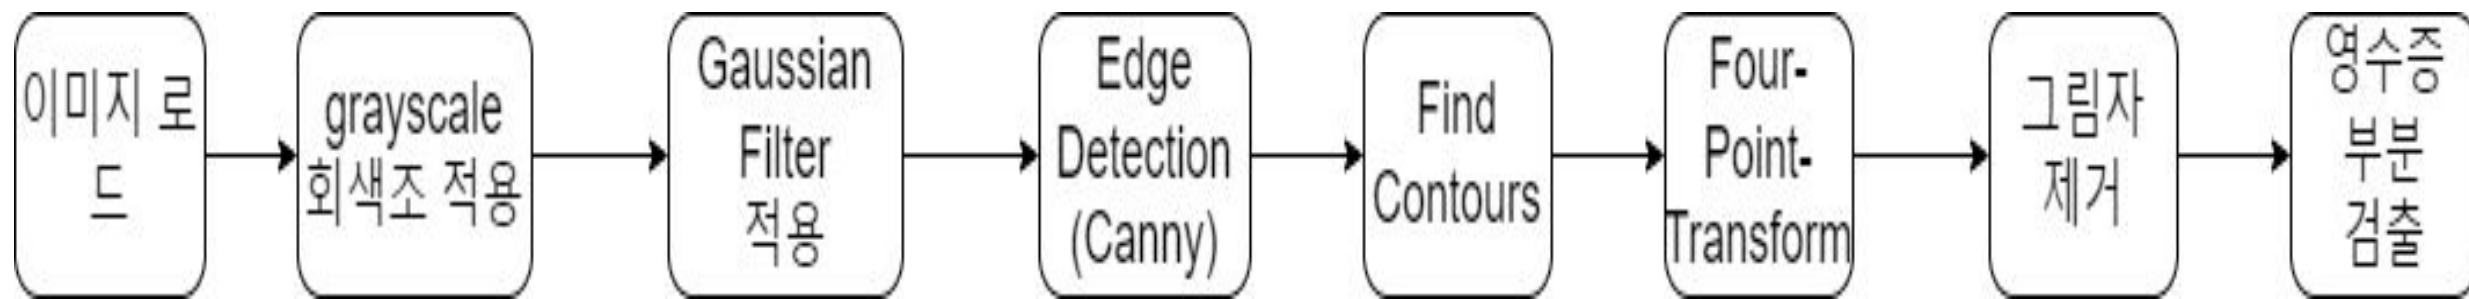 이미지 로
드
grayscale
회색조 적용
Gaussian
Filter
적용
Edge
Detection
(Canny)
Find
Contours
Four-
Point-
Transform
그림자
제거
영수증
부분
검출